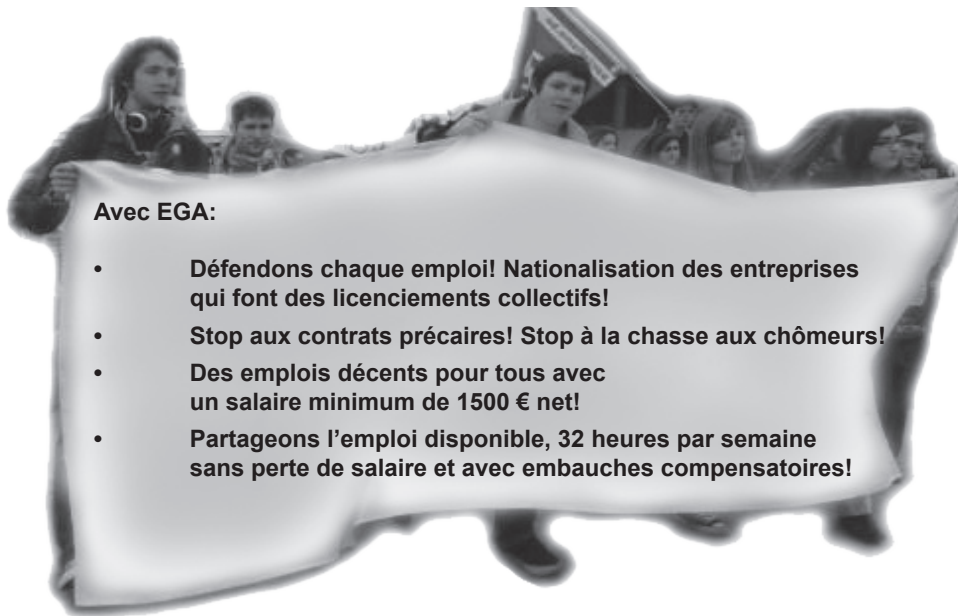 Avec EGA:
• Défendons chaque emploi! Nationalisation des entreprises
qui font des licenciements collectifs!
• Stop aux contrats précaires! Stop à la chasse aux chômeurs!
• Des emplois décents pour tous avec
un salaire minimum de 1500 € net!
• Partageons l’emploi disponible, 32 heures par semaine
sans perte de salaire et avec embauches compensatoires!